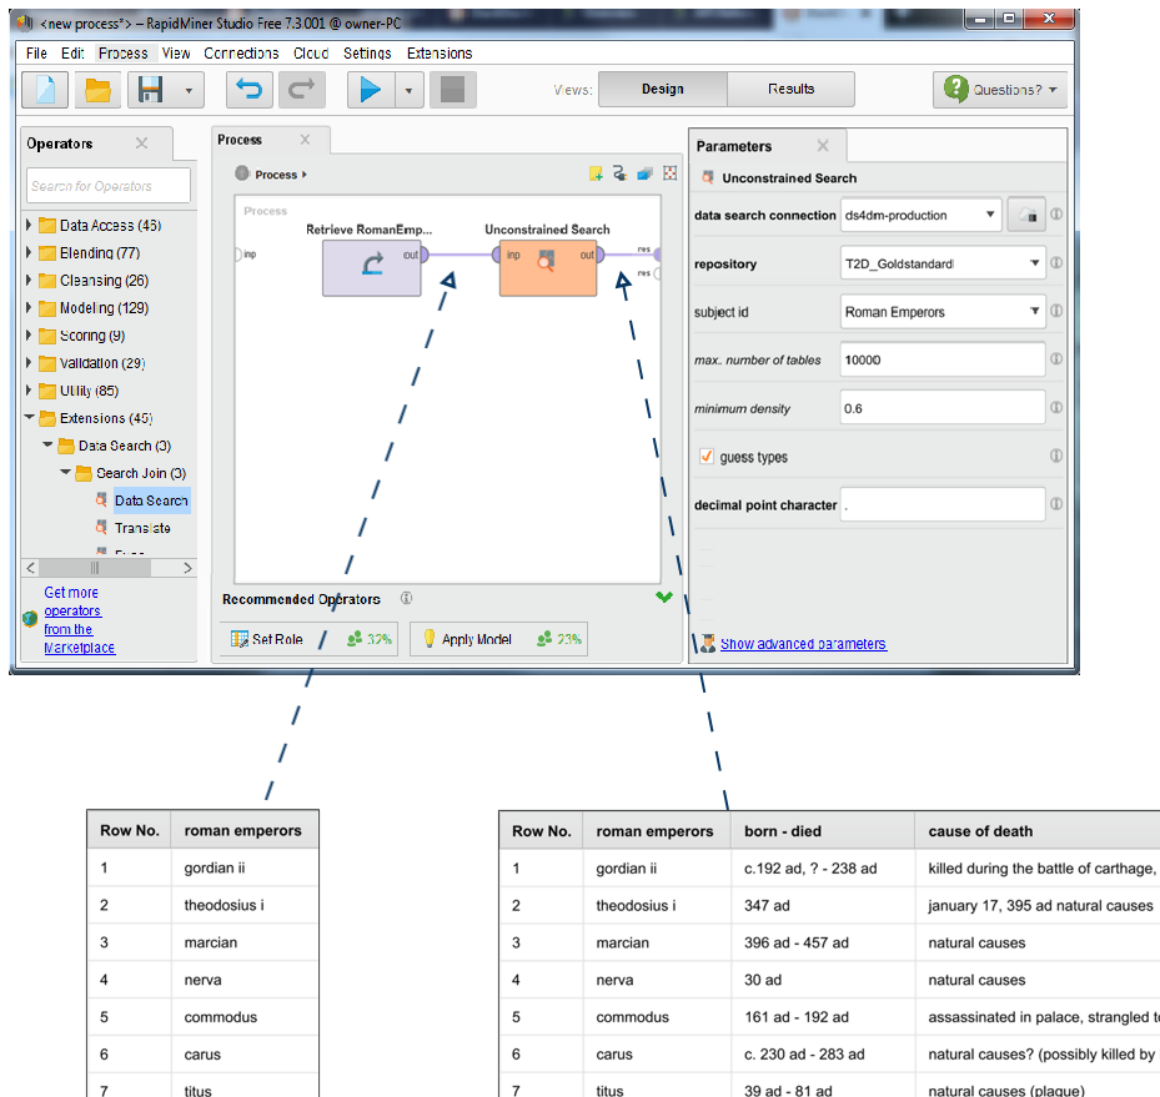 <new process*> – RapidMiner Studio Free 7.3.001 @ owner-PC
File Edit Process View Connections Cloud Settings Extensions
Views: Design Results Questions?
Operators
Search for Operators
Data Access (46)
Blending (77)
Cleansing (26)
Modeling (129)
Scoring (9)
Validation (29)
Utility (85)
Extensions (45)
Data Search (3)
Search Join (3)
Data Search
Translate
Get more
operators
from the
Marketplace
Process
Process
Process
Retrieve RomanEmp... Unconstrained Search
inp out inp out res
res
Recommended Operators
Set Role 32% Apply Model 23%
Parameters
Unconstrained Search
data search connection ds4dm-production
repository T2D_Goldstandard
subject id Roman Emperors
max. number of tables 10000
minimum density 0.6
guess types
decimal point character .
Show advanced parameters
Row No. roman emperors
1 gordian ii
2 theodosius i
3 marcian
4 nerva
5 commodus
6 carus
7 titus
Row No. roman emperors born - died cause of death
1 gordian ii c.192 ad, ? - 238 ad killed during the battle of carthage,
2 theodosius i 347 ad january 17, 395 ad natural causes
3 marcian 396 ad - 457 ad natural causes
4 nerva 30 ad natural causes
5 commodus 161 ad - 192 ad assassinated in palace, strangled t
6 carus c. 230 ad - 283 ad natural causes? (possibly killed by
7 titus 39 ad - 81 ad natural causes (plague)